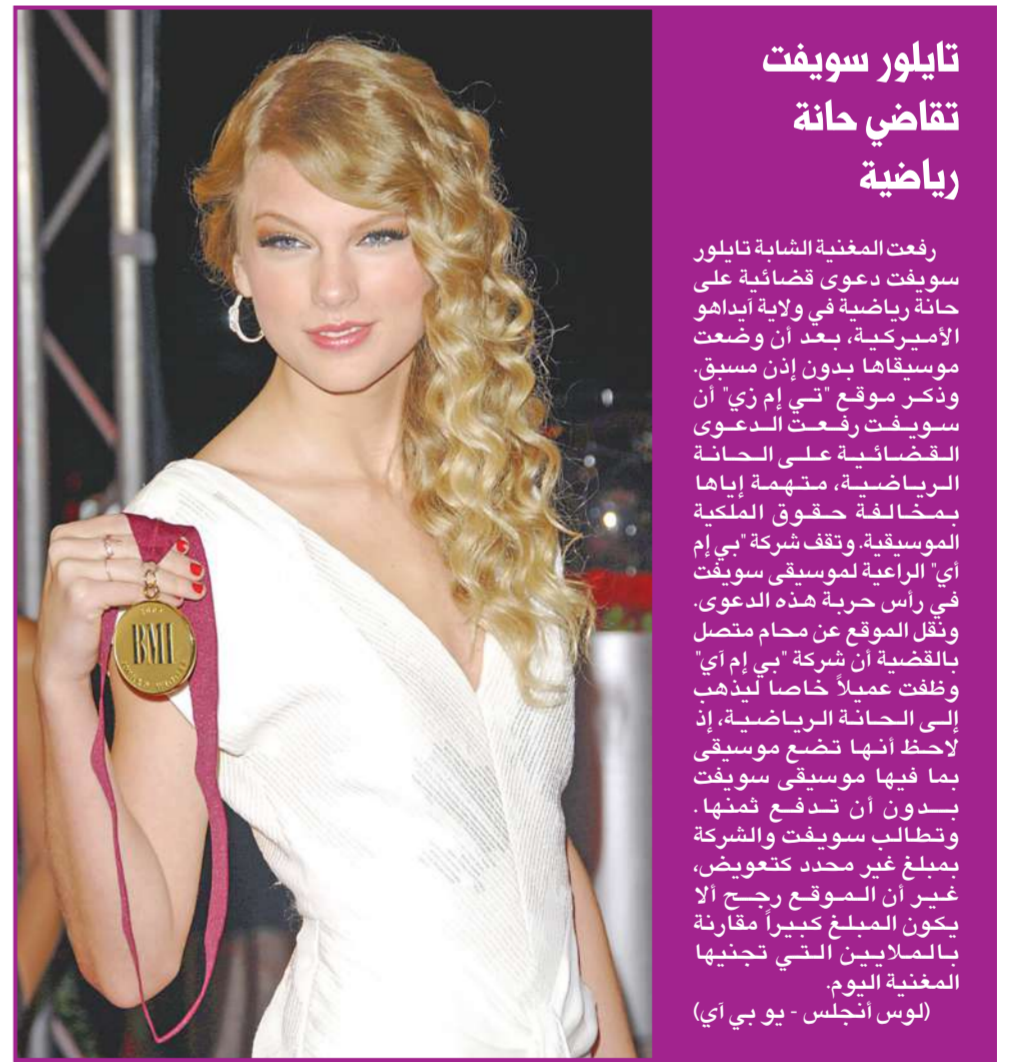 تايلور سويفت
تقاضي حانة
رياضية
رفعت المغنية الشابة تايلور
سويفت دعوى قضائية على
حانة رياضية في ولاية آيداهو
الأميركية، بعد أن وضعت
موسيقاها بدون إذن مسبق.
وذكر موقع "تي إم زي" أن
سويفت رفعت الدعوى
القضائية على الحانة
الرياضية، متهمة إياها
بمخالفة حقوق الملكية
الموسيقية. وتقف شركة "بي إم
أي" الراعية لموسيقى سويفت
في رأس حربة هذه الدعوى.
ونقل الموقع عن محام متصل
بالقضية أن شركة "بي إم آي"
وظفت عميلاً خاصا ليذهب
إلى الحانة الرياضية، إذ
لاحظ أنها تضع موسيقى
بما فيها موسيقى سويفت
بدون أن تدفع ثمنها.
وتطالب سويفت والشركة
بمبلغ غير محدد كتعويض،
غير أن الموقع رجح ألا
يكون المبلغ كبيراً مقارنة
بالملايين التي تجنيها
المغنية اليوم.
(لوس أنجلس - يو بي آي)
BMI